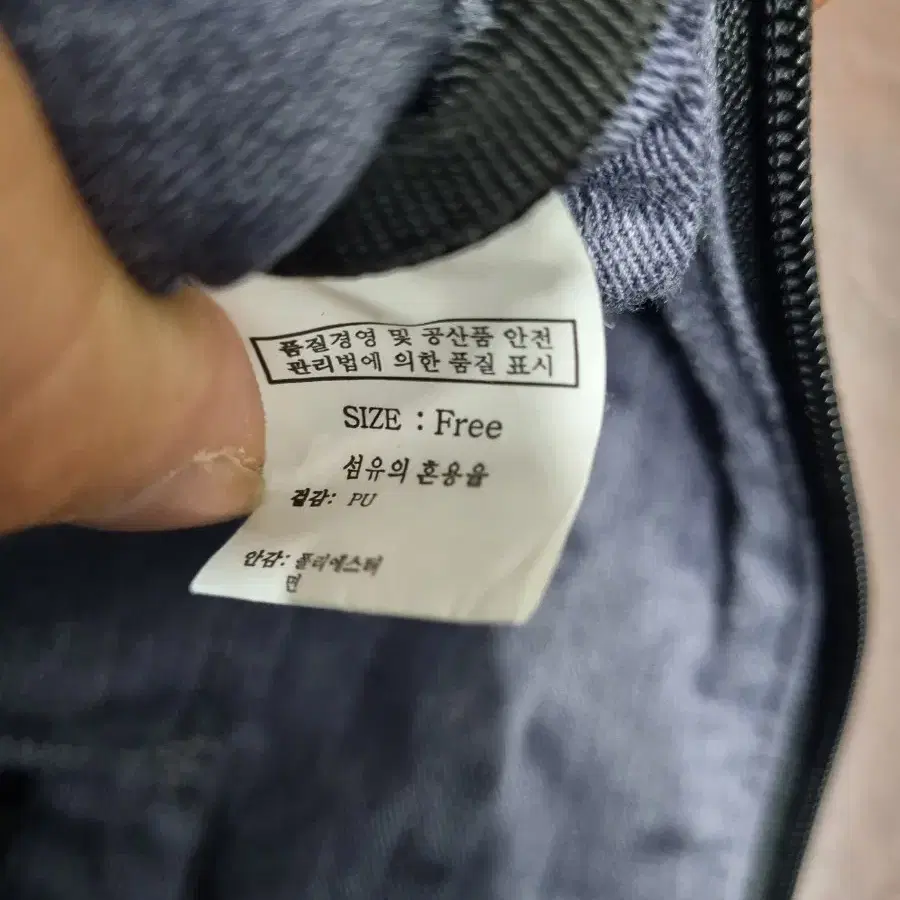 품질경영 및 공산품 안전
관리법에 의한 품질 표시
SIZE : Free
섬유의 혼용율
겉감: PU
안감: 폴리에스터
면